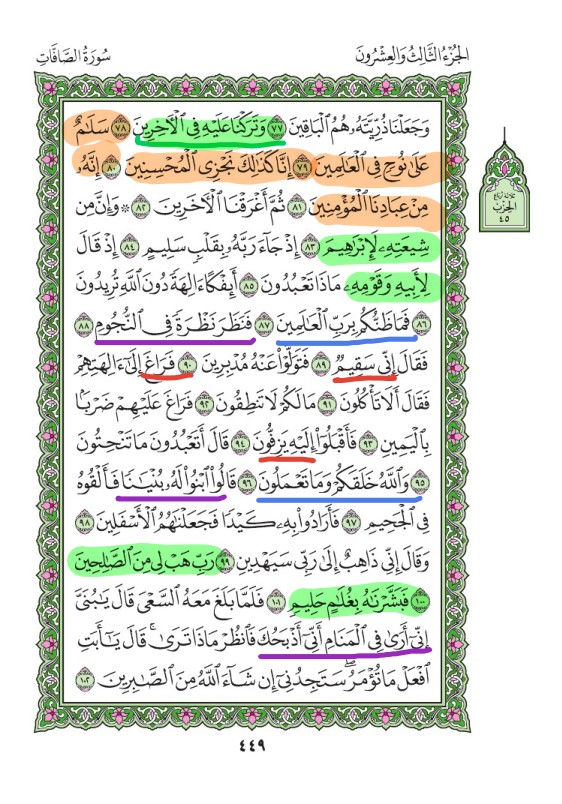 الجُزْءُ الثَّالِثُ وَالعِشْرُونَ
سُورَةُ الصَّافَّاتِ
وَجَعَلْنَا ذُرِّيَّتَهُۥ هُمُ ٱلْبَاقِينَ ٧٧ وَتَرَكْنَا عَلَيْهِ فِي ٱلْأٓخِرِينَ ٧٨ سَلَٰمٌ
عَلَىٰ نُوحٍ فِي ٱلْعَٰلَمِينَ ٧٩ إِنَّا كَذَٰلِكَ نَجْزِي ٱلْمُحْسِنِينَ ٨٠ إِنَّهُۥ
مِنْ عِبَادِنَا ٱلْمُؤْمِنِينَ ٨١ ثُمَّ أَغْرَقْنَا ٱلْأٓخَرِينَ ٨٢ ۞ وَإِنَّ مِن
شِيعَتِهِۦ لَإِبْرَٰهِيمَ ٨٣ إِذْ جَآءَ رَبَّهُۥ بِقَلْبٍ سَلِيمٍ ٨٤ إِذْ قَالَ
لِأَبِيهِ وَقَوْمِهِۦ مَاذَا تَعْبُدُونَ ٨٥ أَئِفْكًا ءَالِهَةً دُونَ ٱللَّهِ تُرِيدُونَ
٨٦ فَمَا ظَنُّكُم بِرَبِّ ٱلْعَٰلَمِينَ ٨٧ فَنَظَرَ نَظْرَةً فِي ٱلنُّجُومِ ٨٨
فَقَالَ إِنِّي سَقِيمٌ ٨٩ فَتَوَلَّوْا۟ عَنْهُ مُدْبِرِينَ ٩٠ فَرَاغَ إِلَىٰٓ ءَالِهَتِهِمْ
فَقَالَ أَلَا تَأْكُلُونَ ٩١ مَا لَكُمْ لَا تَنطِقُونَ ٩٢ فَرَاغَ عَلَيْهِمْ ضَرْبًۢا
بِٱلْيَمِينِ ٩٣ فَأَقْبَلُوٓا۟ إِلَيْهِ يَزِفُّونَ ٩٤ قَالَ أَتَعْبُدُونَ مَا تَنْحِتُونَ
٩٥ وَٱللَّهُ خَلَقَكُمْ وَمَا تَعْمَلُونَ ٩٦ قَالُوا۟ ٱبْنُوا۟ لَهُۥ بُنْيَٰنًا فَأَلْقُوهُ
فِي ٱلْجَحِيمِ ٩٧ فَأَرَادُوا۟ بِهِۦ كَيْدًا فَجَعَلْنَٰهُمُ ٱلْأَسْفَلِينَ ٩٨
وَقَالَ إِنِّي ذَاهِبٌ إِلَىٰ رَبِّي سَيَهْدِينِ ٩٩ رَبِّ هَبْ لِي مِنَ ٱلصَّٰلِحِينَ
١٠٠ فَبَشَّرْنَٰهُ بِغُلَٰمٍ حَلِيمٍ ١٠١ فَلَمَّا بَلَغَ مَعَهُ ٱلسَّعْيَ قَالَ يَٰبُنَيَّ
إِنِّيٓ أَرَىٰ فِي ٱلْمَنَامِ أَنِّيٓ أَذْبَحُكَ فَٱنظُرْ مَاذَا تَرَىٰ ۚ قَالَ يَٰٓأَبَتِ
ٱفْعَلْ مَا تُؤْمَرُ ۖ سَتَجِدُنِيٓ إِن شَآءَ ٱللَّهُ مِنَ ٱلصَّٰبِرِينَ ١٠٢
ثلاثة أرباع
الحِزْب
٤٥
٤٤٩